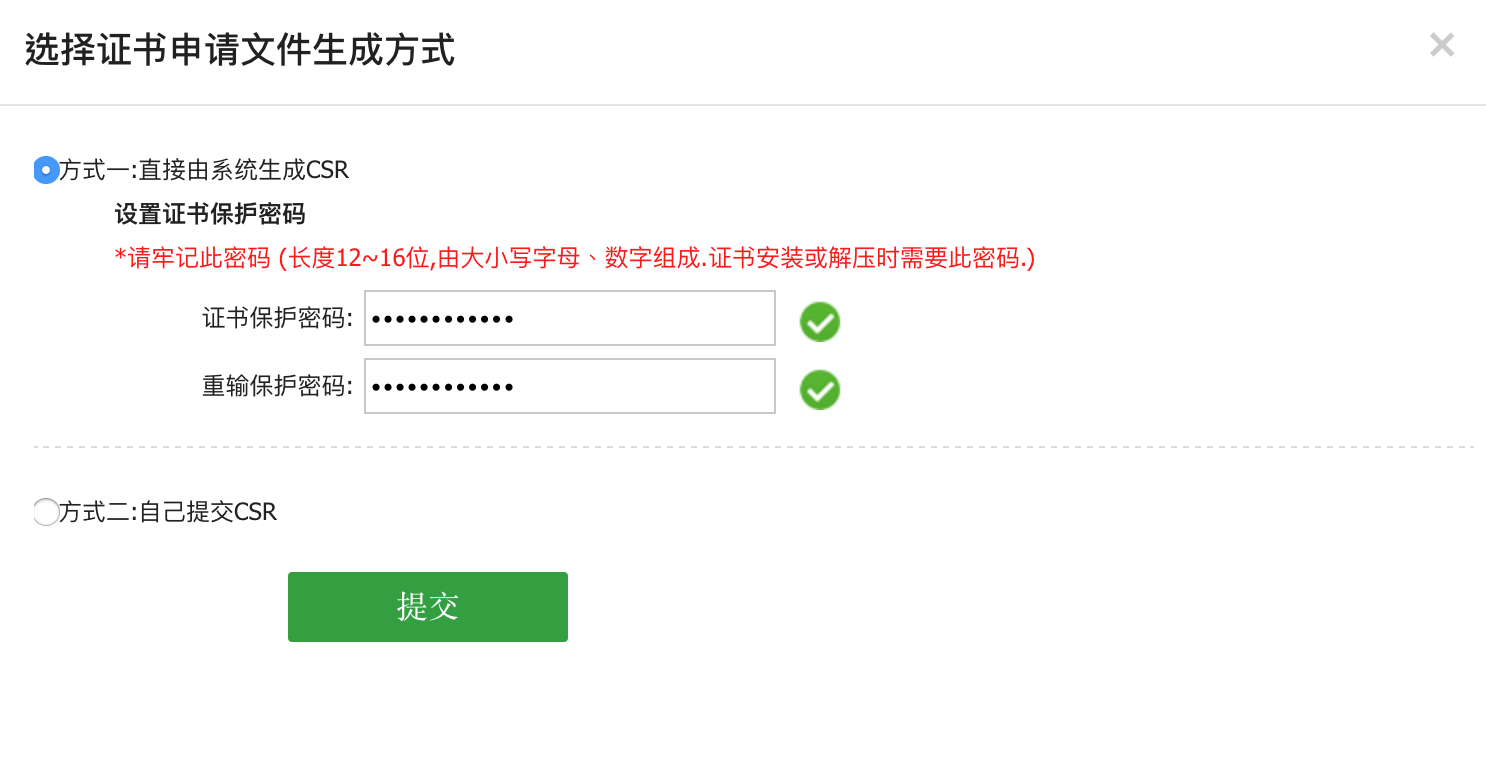 选择证书申请文件生成方式
方式一:直接由系统生成CSR
设置证书保护密码
*请牢记此密码 (长度12~16位,由大小写字母、数字组成.证书安装或解压时需要此密码.)
证书保护密码: ••••••••••••
重输保护密码: ••••••••••••
方式二:自己提交CSR
提交